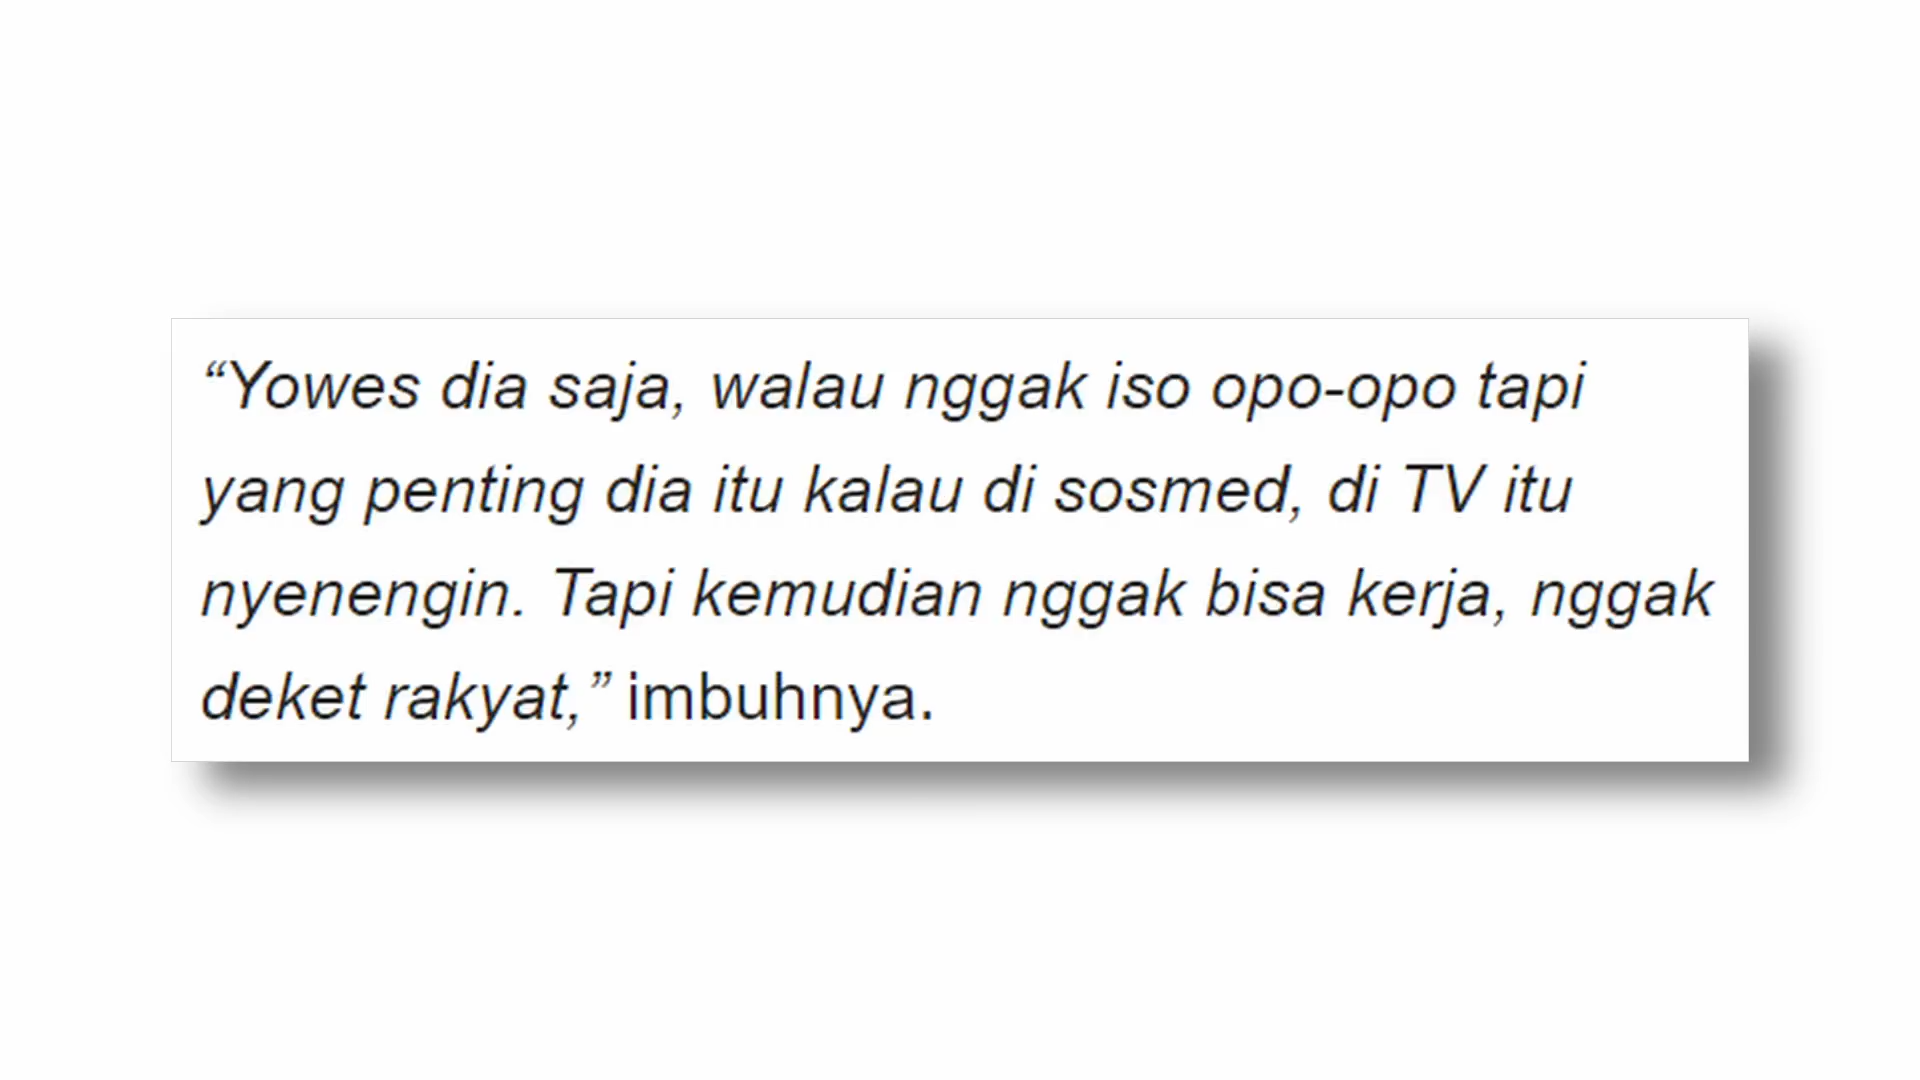 “Yowes dia saja, walau nggak iso opo-opo tapi
yang penting dia itu kalau di sosmed, di TV itu
nyenengin. Tapi kemudian nggak bisa kerja, nggak
deket rakyat,” imbuhnya.